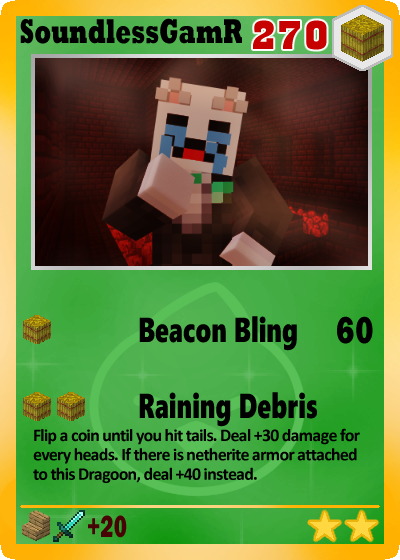 SoundlessGamR 270
Beacon Bling 60
Raining Debris
Flip a coin until you hit tails. Deal +30 damage for
every heads. If there is netherite armor attached
to this Dragoon, deal +40 instead.
+20